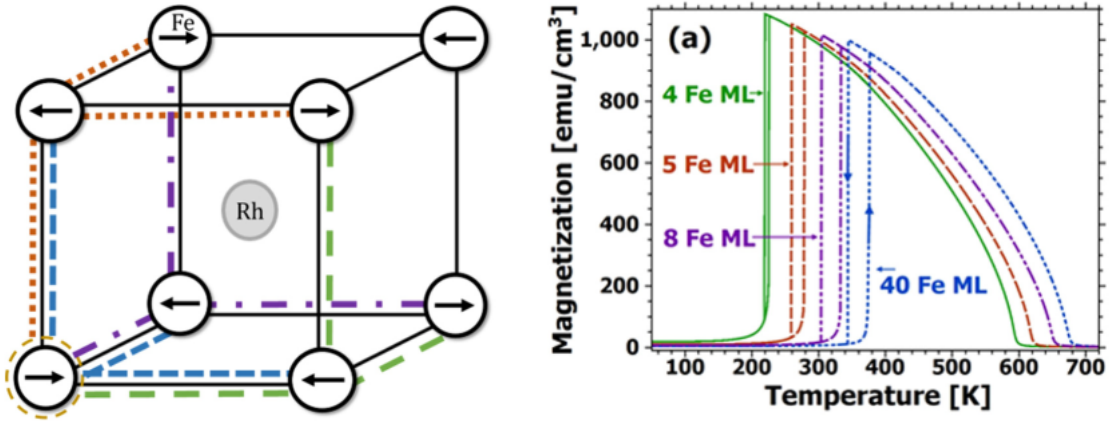 Fe
Rh
(a)
Magnetization [emu/cm³]
1,000
800
600
400
200
0
4 Fe ML
5 Fe ML
8 Fe ML
40 Fe ML
100 200 300 400 500 600 700
Temperature [K]